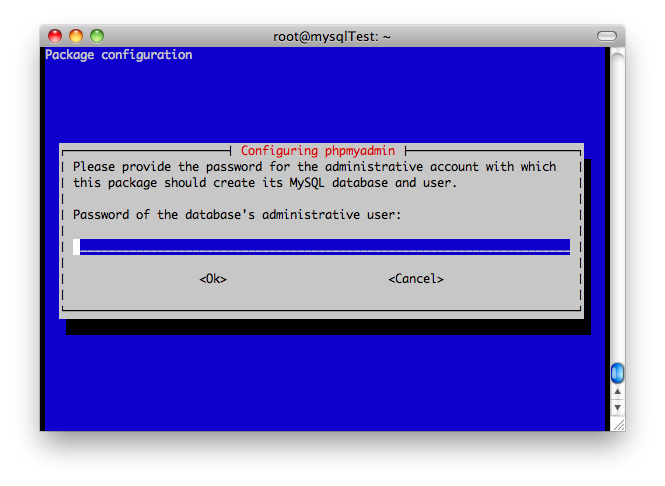 root@mysqlTest: ~
Package configuration
Configuring phpmyadmin
Please provide the password for the administrative account with which
this package should create its MySQL database and user.
Password of the database's administrative user:
<Ok> <Cancel>